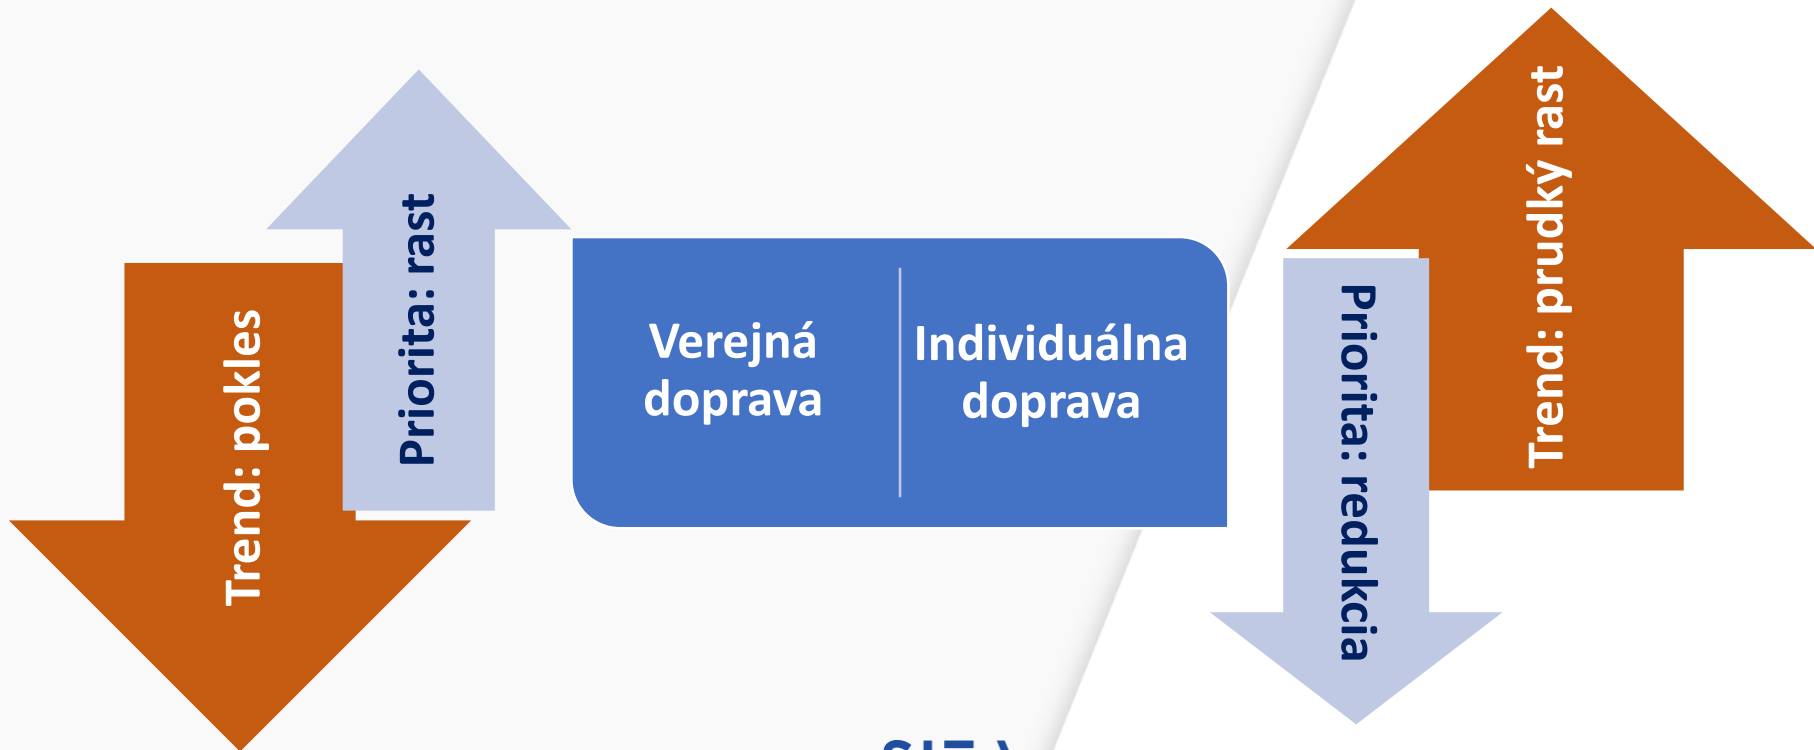 Trend: pokles
Priorita: rast
Verejná
doprava
Individuálna
doprava
Priorita: redukcia
Trend: prudký rast